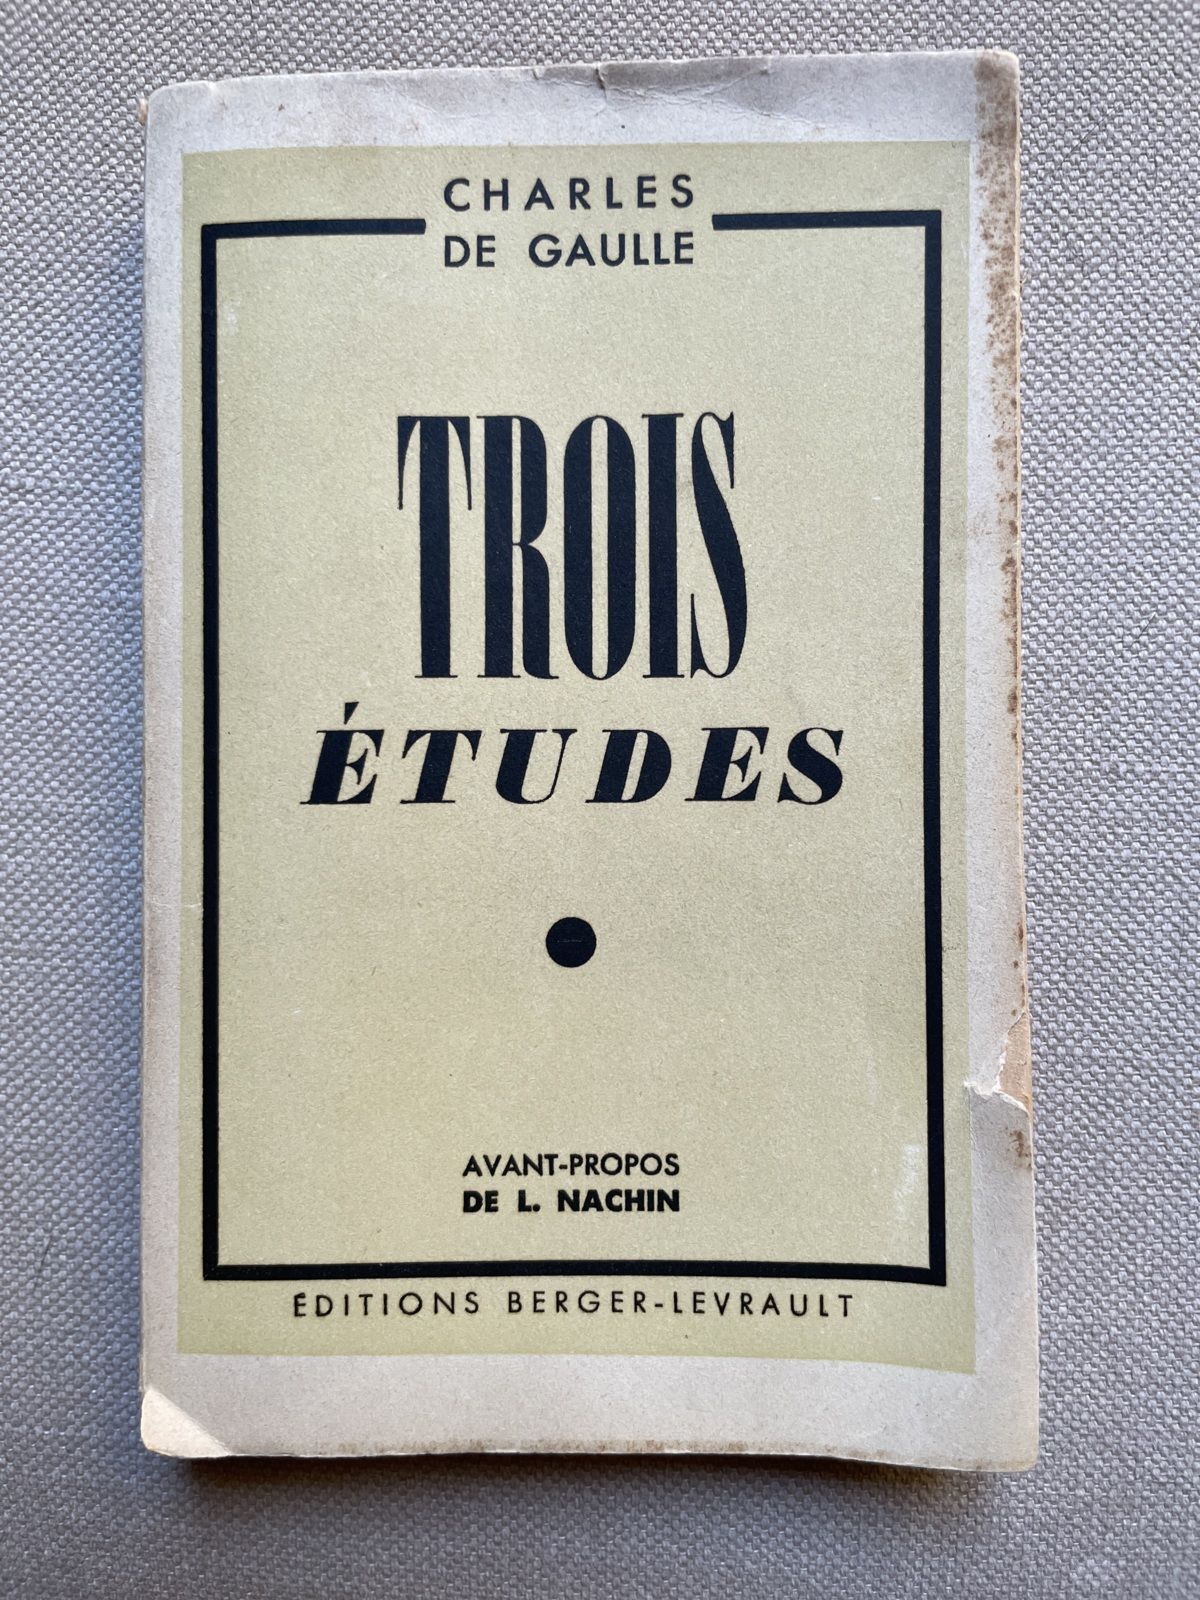 CHARLES
DE GAULLE
TROIS
ÉTUDES
AVANT-PROPOS
DE L. NACHIN
ÉDITIONS BERGER-LEVRAULT